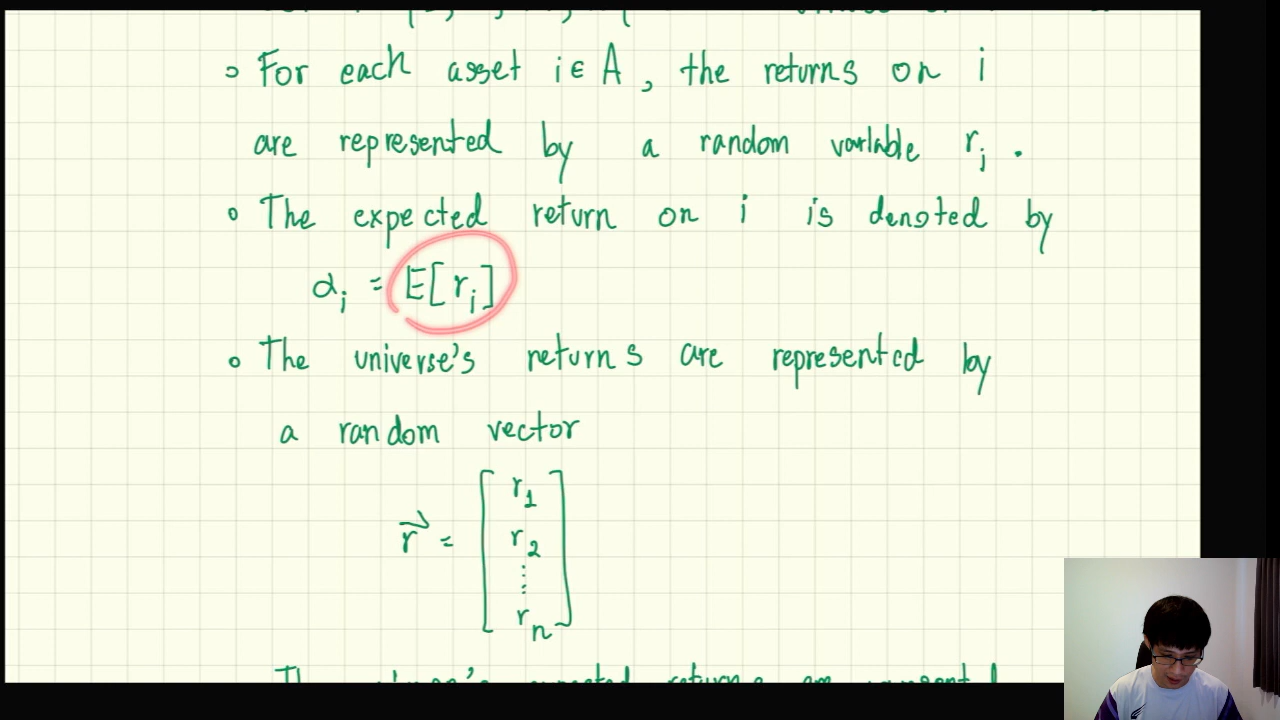 ∘ For each asset i ∈ A, the returns on i
are represented by a random variable rᵢ.
∘ The expected return on i is denoted by
αᵢ = E[rᵢ]
∘ The universe's returns are represented by
a random vector
r⃗ = [r₁ r₂ ⋮ rₙ]